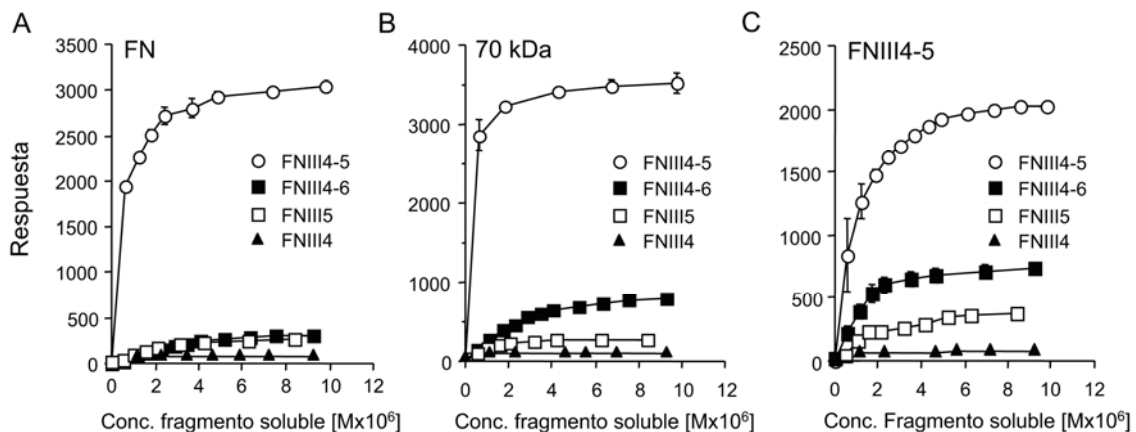 A
FN
3500
3000
2500
2000
1500
1000
500
0
0 2 4 6 8 10 12
Respuesta
Conc. fragmento soluble [Mx10⁶]
FNIII4-5
FNIII4-6
FNIII5
FNIII4
B
70 kDa
4000
3000
2000
1000
0
0 2 4 6 8 10 12
Conc. fragmento soluble [Mx10⁶]
FNIII4-5
FNIII4-6
FNIII5
FNIII4
C
FNIII4-5
2500
2000
1500
1000
500
0
0 2 4 6 8 10 12
Conc. Fragmento soluble [Mx10⁶]
FNIII4-5
FNIII4-6
FNIII5
FNIII4